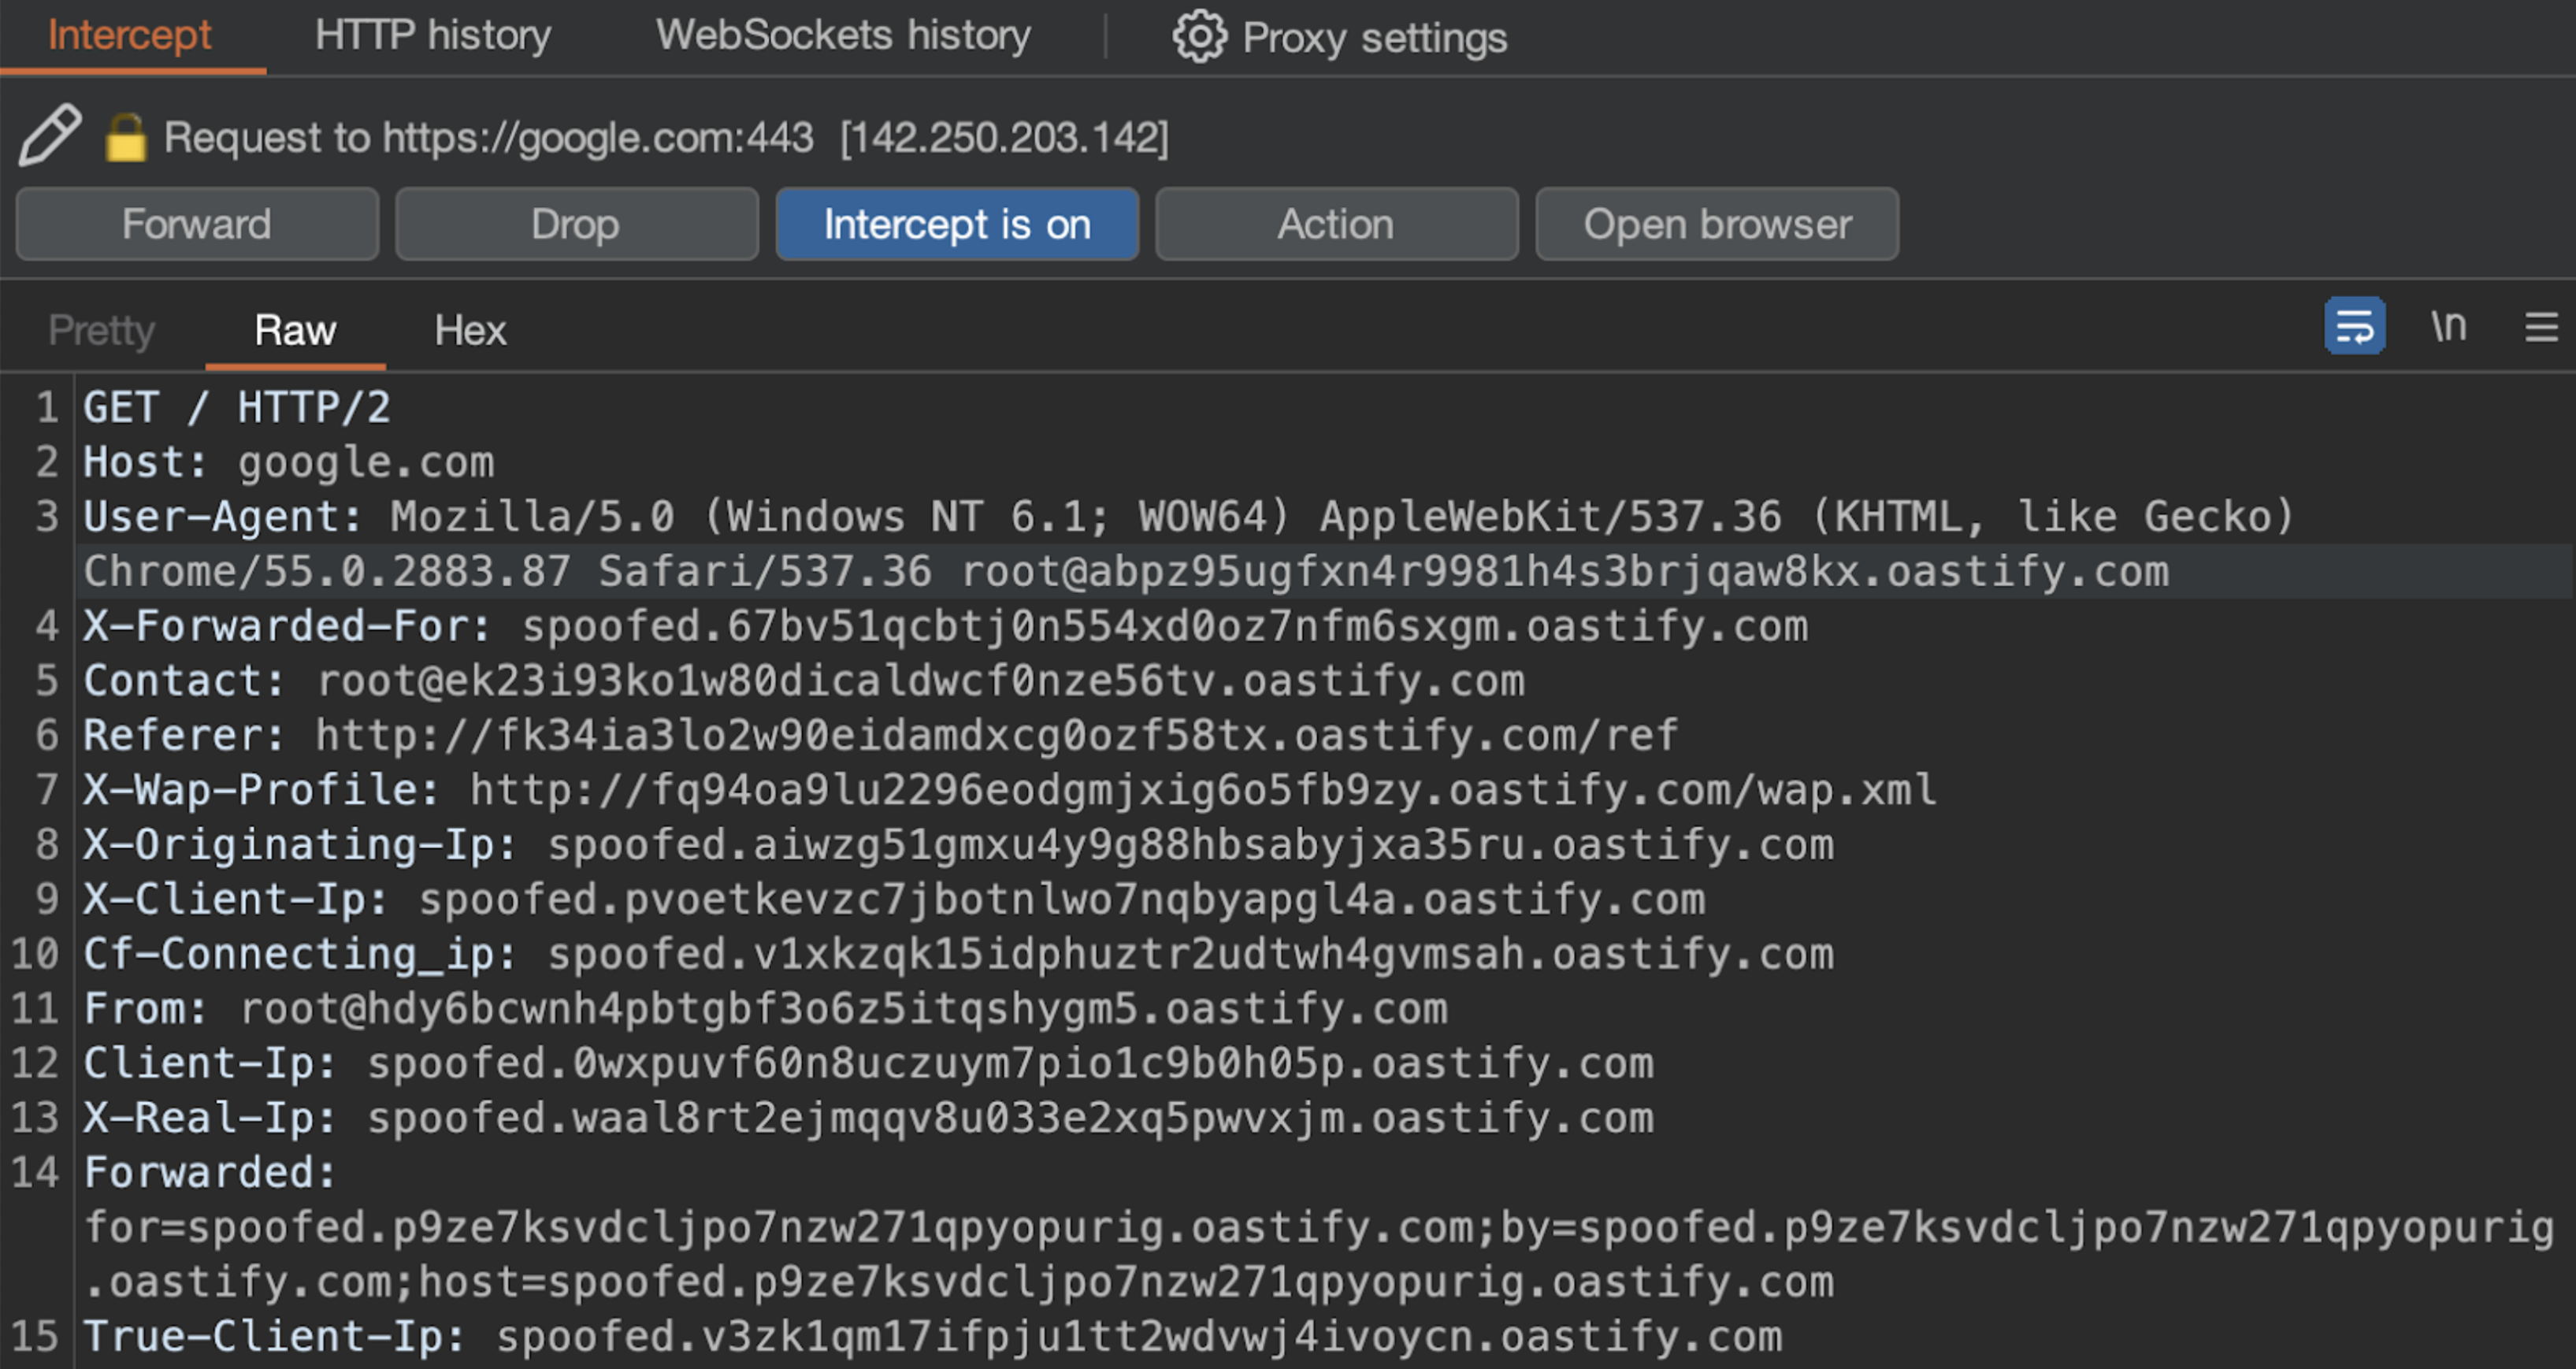 Intercept HTTP history WebSockets history Proxy settings
Request to https://google.com:443 [142.250.203.142]
Forward Drop Intercept is on Action Open browser
Pretty Raw Hex \n
1 GET / HTTP/2
2 Host: google.com
3 User-Agent: Mozilla/5.0 (Windows NT 6.1; WOW64) AppleWebKit/537.36 (KHTML, like Gecko)
Chrome/55.0.2883.87 Safari/537.36 root@abpz95ugfxn4r9981h4s3brjqaw8kx.oastify.com
4 X-Forwarded-For: spoofed.67bv51qcbtj0n554xd0oz7nfm6sxgm.oastify.com
5 Contact: root@ek23i93ko1w80dicaldwcf0nze56tv.oastify.com
6 Referer: http://fk34ia3lo2w90eidamdxcg0ozf58tx.oastify.com/ref
7 X-Wap-Profile: http://fq94oa9lu2296eodgmjxig6o5fb9zy.oastify.com/wap.xml
8 X-Originating-Ip: spoofed.aiwzg51gmxu4y9g88hbsabyjxa35ru.oastify.com
9 X-Client-Ip: spoofed.pvoetkevzc7jbotnlwo7nqbyapgl4a.oastify.com
10 Cf-Connecting_ip: spoofed.v1xkzqk15idphuztr2udtwh4gvmsah.oastify.com
11 From: root@hdy6bcwnh4pbtgbf3o6z5itqshygm5.oastify.com
12 Client-Ip: spoofed.0wxpuvf60n8uczuym7pio1c9b0h05p.oastify.com
13 X-Real-Ip: spoofed.waal8rt2ejmqqv8u033e2xq5pwvxjm.oastify.com
14 Forwarded:
for=spoofed.p9ze7ksvdcljpo7nzw271qpyopurig.oastify.com;by=spoofed.p9ze7ksvdcljpo7nzw271qpyopurig
.oastify.com;host=spoofed.p9ze7ksvdcljpo7nzw271qpyopurig.oastify.com
15 True-Client-Ip: spoofed.v3zk1qm17ifpju1tt2wdvwj4ivoycn.oastify.com